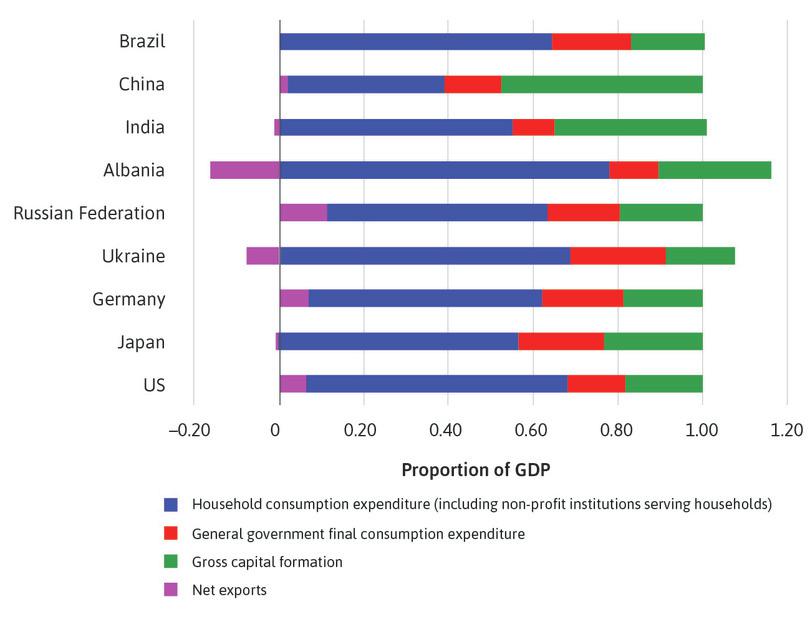 Brazil
China
India
Albania
Russian Federation
Ukraine
Germany
Japan
US
–0.20 0 0.20 0.40 0.60 0.80 1.00 1.20
Proportion of GDP
Household consumption expenditure (including non-profit institutions serving households)
General government final consumption expenditure
Gross capital formation
Net exports